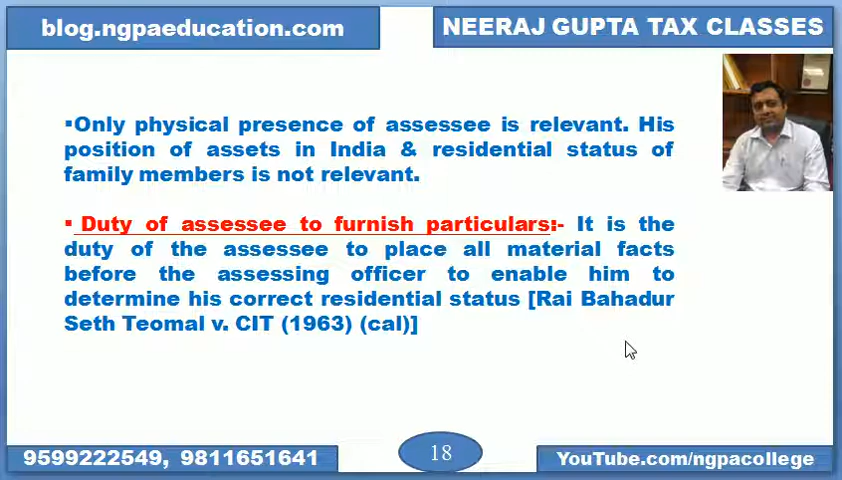 blog.ngpaeducation.com
NEERAJ GUPTA TAX CLASSES
▪Only physical presence of assessee is relevant. His
position of assets in India & residential status of
family members is not relevant.
▪ Duty of assessee to furnish particulars:- It is the
duty of the assessee to place all material facts
before the assessing officer to enable him to
determine his correct residential status [Rai Bahadur
Seth Teomal v. CIT (1963) (cal)]
9599222549, 9811651641
18
YouTube.com/ngpacollege